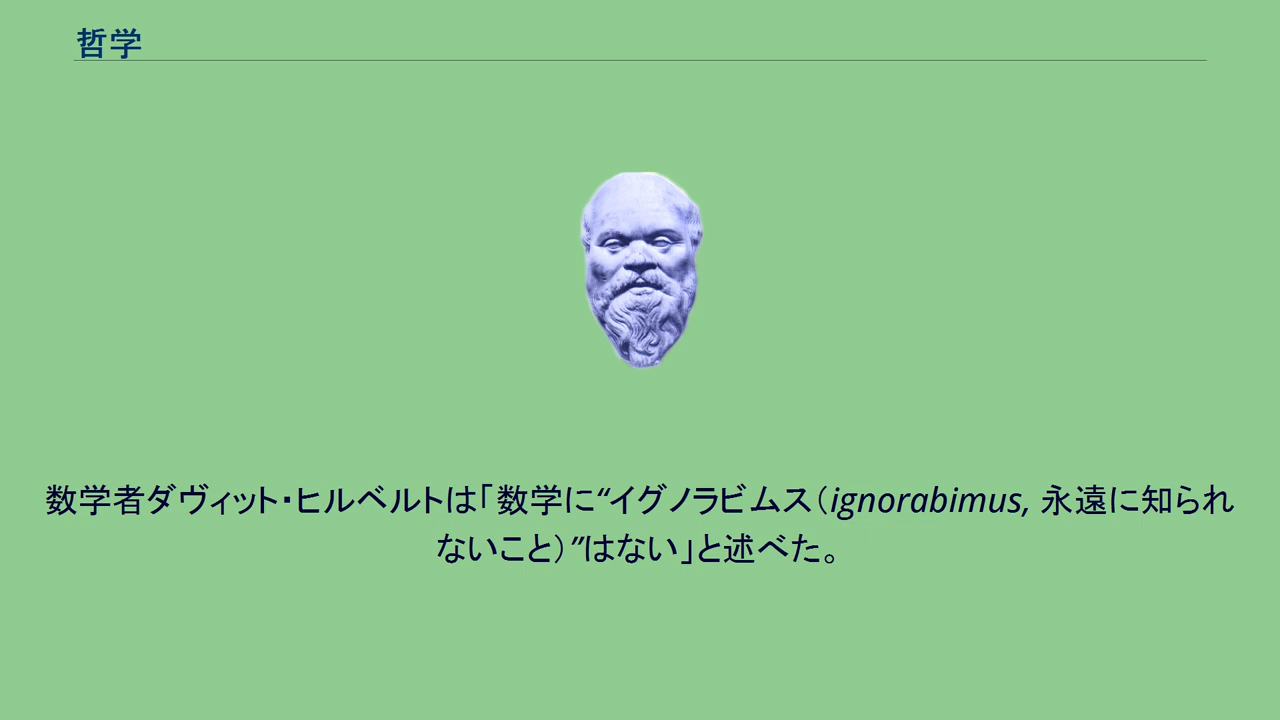 哲学
数学者ダヴィット・ヒルベルトは「数学に“イグノラビムス（ignorabimus, 永遠に知られ
ないこと）”はない」と述べた。